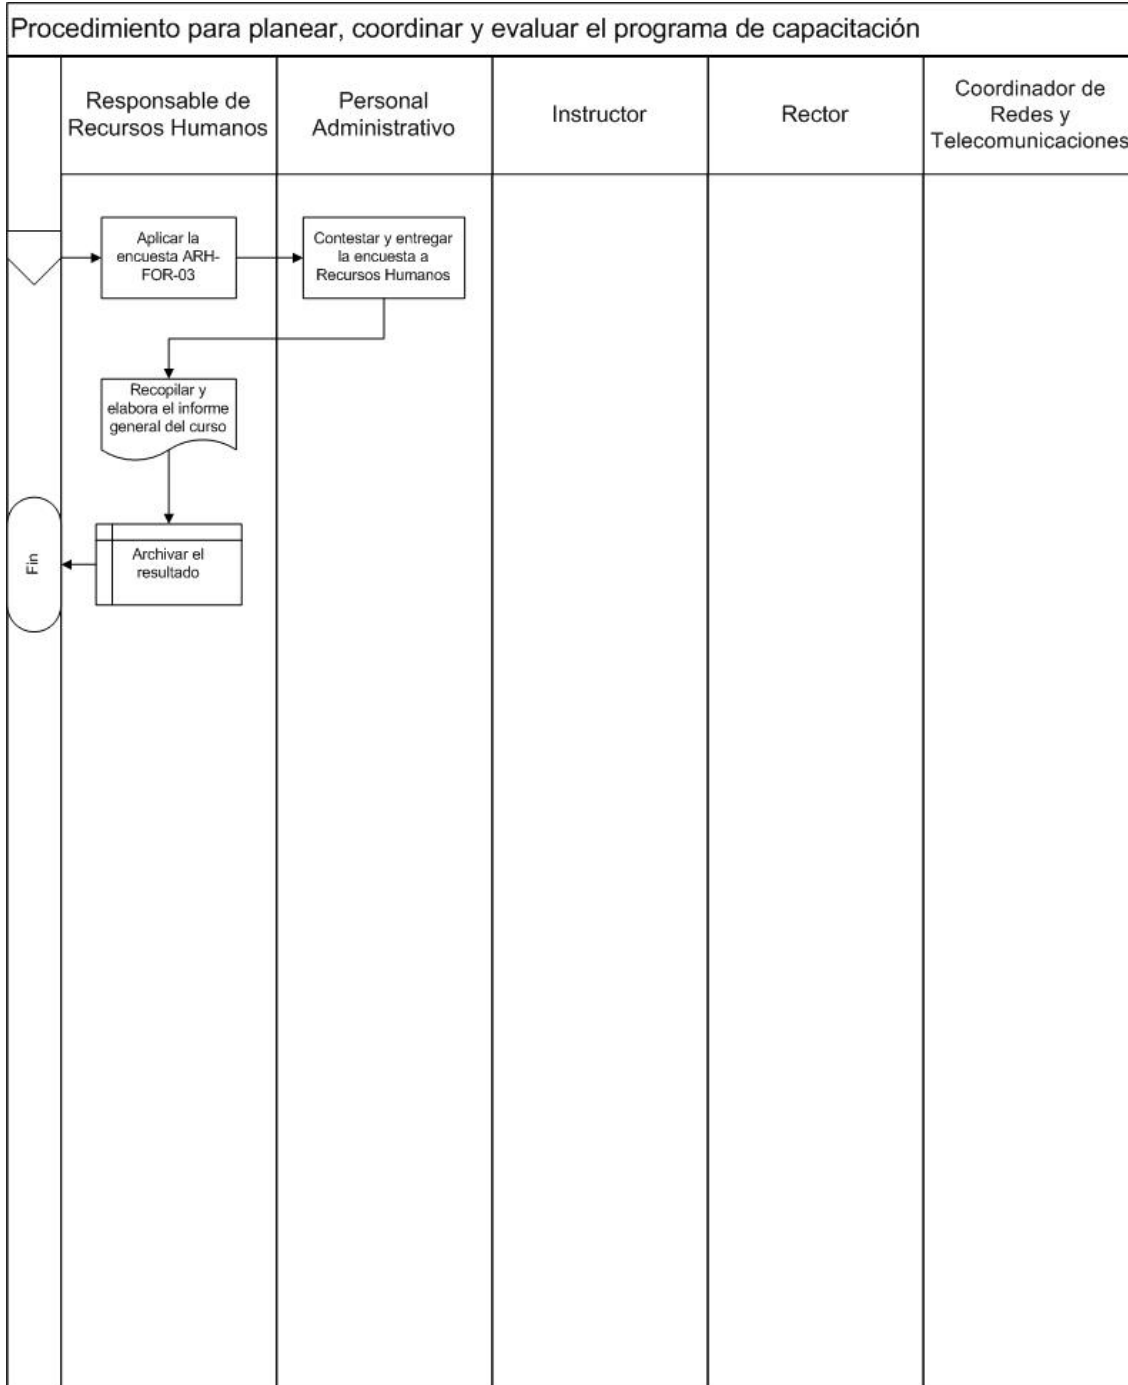 Procedimiento para planear, coordinar y evaluar el programa de capacitación
Responsable de
Recursos Humanos
Personal
Administrativo
Instructor
Rector
Coordinador de
Redes y
Telecomunicaciones
Aplicar la
encuesta ARH-
FOR-03
Contestar y entregar
la encuesta a
Recursos Humanos
Recopilar y
elabora el informe
general del curso
Archivar el
resultado
Fin